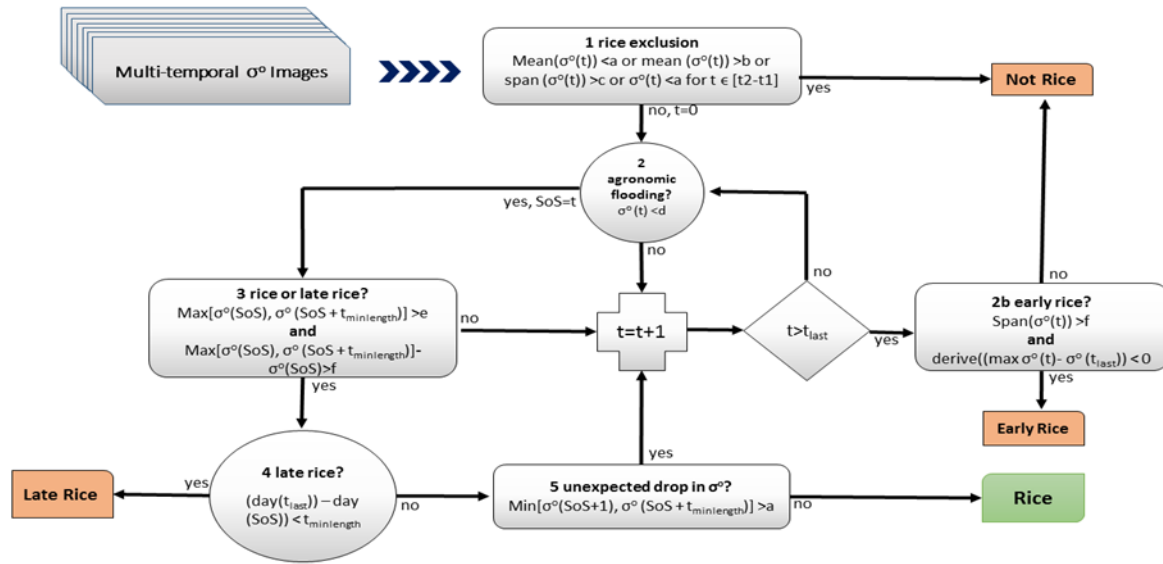 Multi-temporal σ° Images
1 rice exclusion
Mean(σ°(t)) <a or mean (σ°(t)) >b or
span (σ°(t)) >c or σ°(t) <a for t ϵ [t2-t1]
yes
Not Rice
no, t=0
2
agronomic
flooding?
σ°(t) <d
yes, SoS=t
no
no
3 rice or late rice?
Max[σ°(SoS), σ°(SoS + tminlength)] >e
and
Max[σ°(SoS), σ°(SoS + tminlength)]-
σ°(SoS)>f
no
t=t+1
t>tlast
yes
no
2b early rice?
Span(σ°(t)) >f
and
derive((max σ°(t)- σ°(tlast)) < 0
yes
yes
Early Rice
Late Rice
yes
4 late rice?
(day(tlast)) – day
(SoS)) < tminlength
no
yes
5 unexpected drop in σ°?
Min[σ°(SoS+1), σ°(SoS + tminlength)] >a
no
Rice